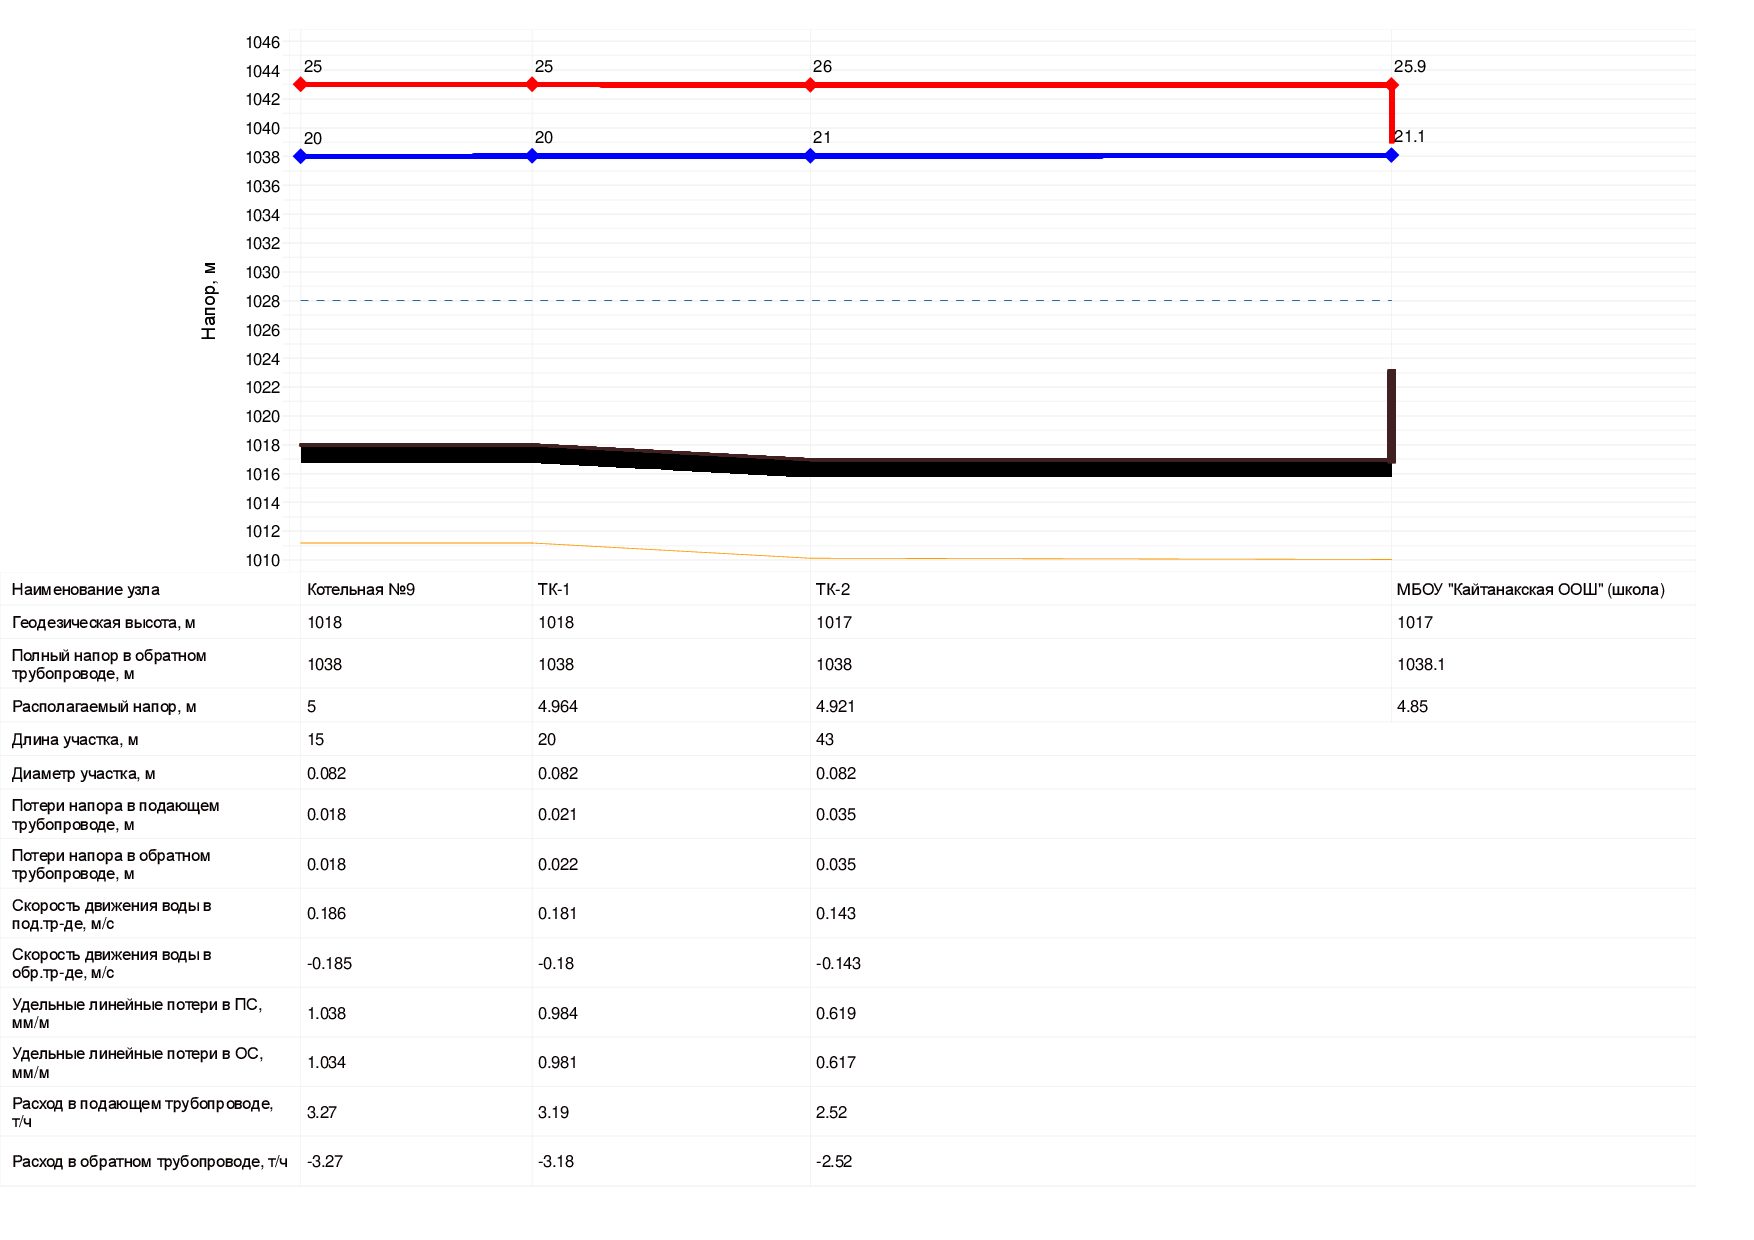 1046
1044
1042
1040
1038
1036
1034
1032
1030
1028
1026
1024
1022
1020
1018
1016
1014
1012
1010
Напор, м
25 25 26 25.9
20 20 21 21.1
Наименование узла Котельная №9 ТК-1 ТК-2 МБОУ "Кайтанакская ООШ" (школа)
Геодезическая высота, м 1018 1018 1017 1017
Полный напор в обратном
трубопроводе, м 1038 1038 1038 1038.1
Располагаемый напор, м 5 4.964 4.921 4.85
Длина участка, м 15 20 43
Диаметр участка, м 0.082 0.082 0.082
Потери напора в подающем
трубопроводе, м 0.018 0.021 0.035
Потери напора в обратном
трубопроводе, м 0.018 0.022 0.035
Скорость движения воды в
под.тр-де, м/с 0.186 0.181 0.143
Скорость движения воды в
обр.тр-де, м/с -0.185 -0.18 -0.143
Удельные линейные потери в ПС,
мм/м 1.038 0.984 0.619
Удельные линейные потери в ОС,
мм/м 1.034 0.981 0.617
Расход в подающем трубопроводе,
т/ч 3.27 3.19 2.52
Расход в обратном трубопроводе, т/ч -3.27 -3.18 -2.52